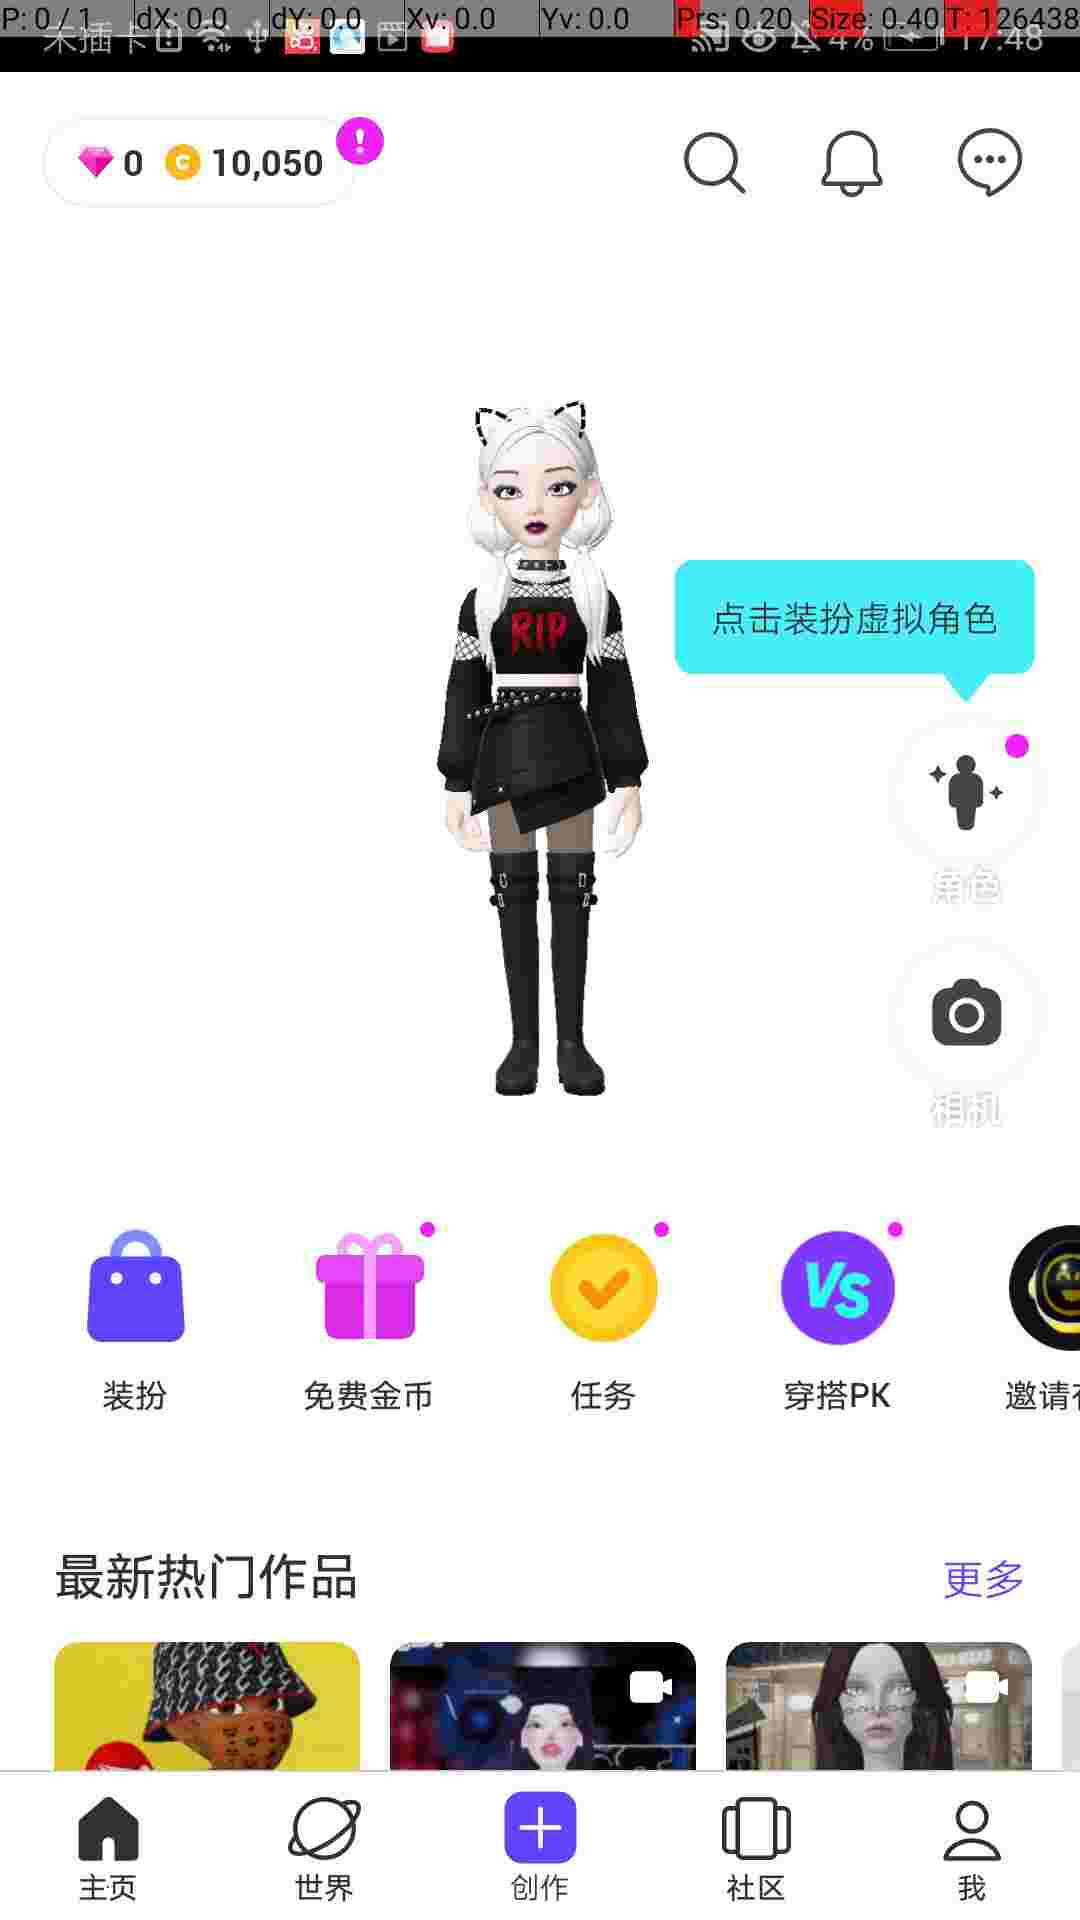 P: 0 / 1 dX: 0.0 dY: 0.0 Xv: 0.0 Yv: 0.0 Prs: 0.20 Size: 0.40 T: 126438
未插卡 4% 17:48
0 C 10,050 !
RIP
点击装扮虚拟角色
角色
相机
VS
装扮 免费金币 任务 穿搭PK 邀请
最新热门作品 更多
主页 世界 创作 社区 我